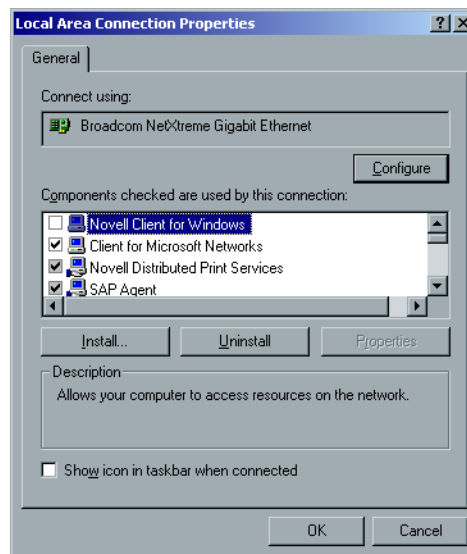 Local Area Connection Properties
General
Connect using:
Broadcom NetXtreme Gigabit Ethernet
Configure
Components checked are used by this connection:
Novell Client for Windows
Client for Microsoft Networks
Novell Distributed Print Services
SAP Agent
Install... Uninstall Properties
Description
Allows your computer to access resources on the network.
Show icon in taskbar when connected
OK Cancel